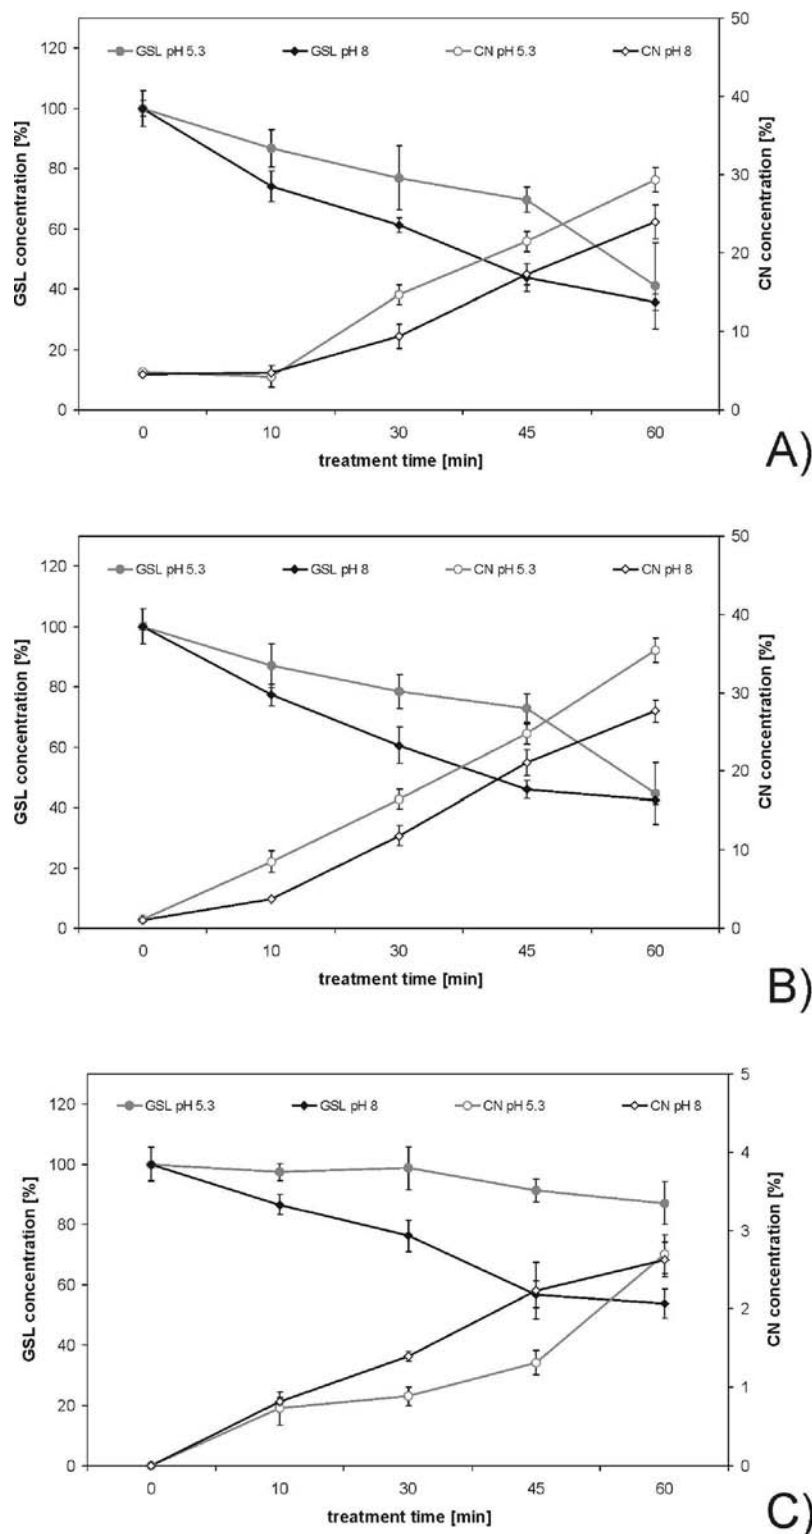 GSL pH 5.3 GSL pH 8 CN pH 5.3 CN pH 8
120
100
80
60
40
20
0
GSL concentration [%]
50
40
30
20
10
0
CN concentration [%]
0 10 30 45 60
treatment time [min]
A)
GSL pH 5.3 GSL pH 8 CN pH 5.3 CN pH 8
120
100
80
60
40
20
0
GSL concentration [%]
50
40
30
20
10
0
CN concentration [%]
0 10 30 45 60
treatment time [min]
B)
GSL pH 5.3 GSL pH 8 CN pH 5.3 CN pH 8
120
100
80
60
40
20
0
GSL concentration [%]
5
4
3
2
1
0
CN concentration [%]
0 10 30 45 60
treatment time [min]
C)